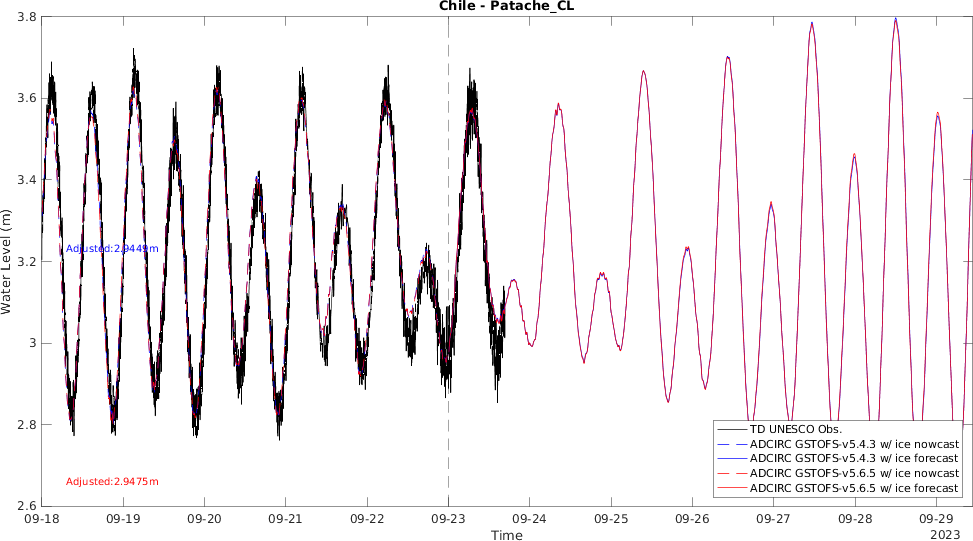 Chile - Patache_CL
3.8
3.6
3.4
3.2
3
2.8
2.6
Water Level (m)
Adjusted:2.9449m
Adjusted:2.9475m
TD UNESCO Obs.
ADCIRC GSTOFS-v5.4.3 w/ ice nowcast
ADCIRC GSTOFS-v5.4.3 w/ ice forecast
ADCIRC GSTOFS-v5.6.5 w/ ice nowcast
ADCIRC GSTOFS-v5.6.5 w/ ice forecast
09-18 09-19 09-20 09-21 09-22 09-23 09-24 09-25 09-26 09-27 09-28 09-29
Time
2023